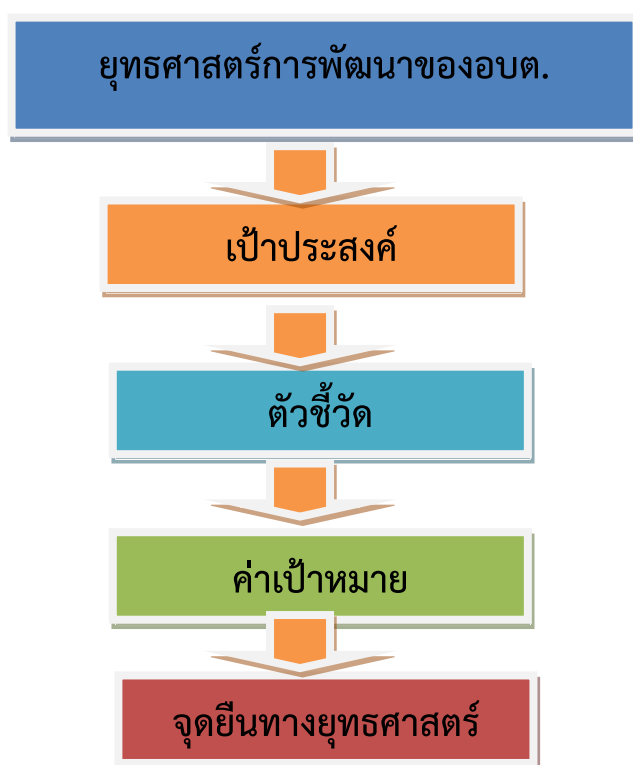 ยุทธศาสตร์การพัฒนาของอบต.
เป้าประสงค์
ตัวชี้วัด
ค่าเป้าหมาย
จุดยืนทางยุทธศาสตร์